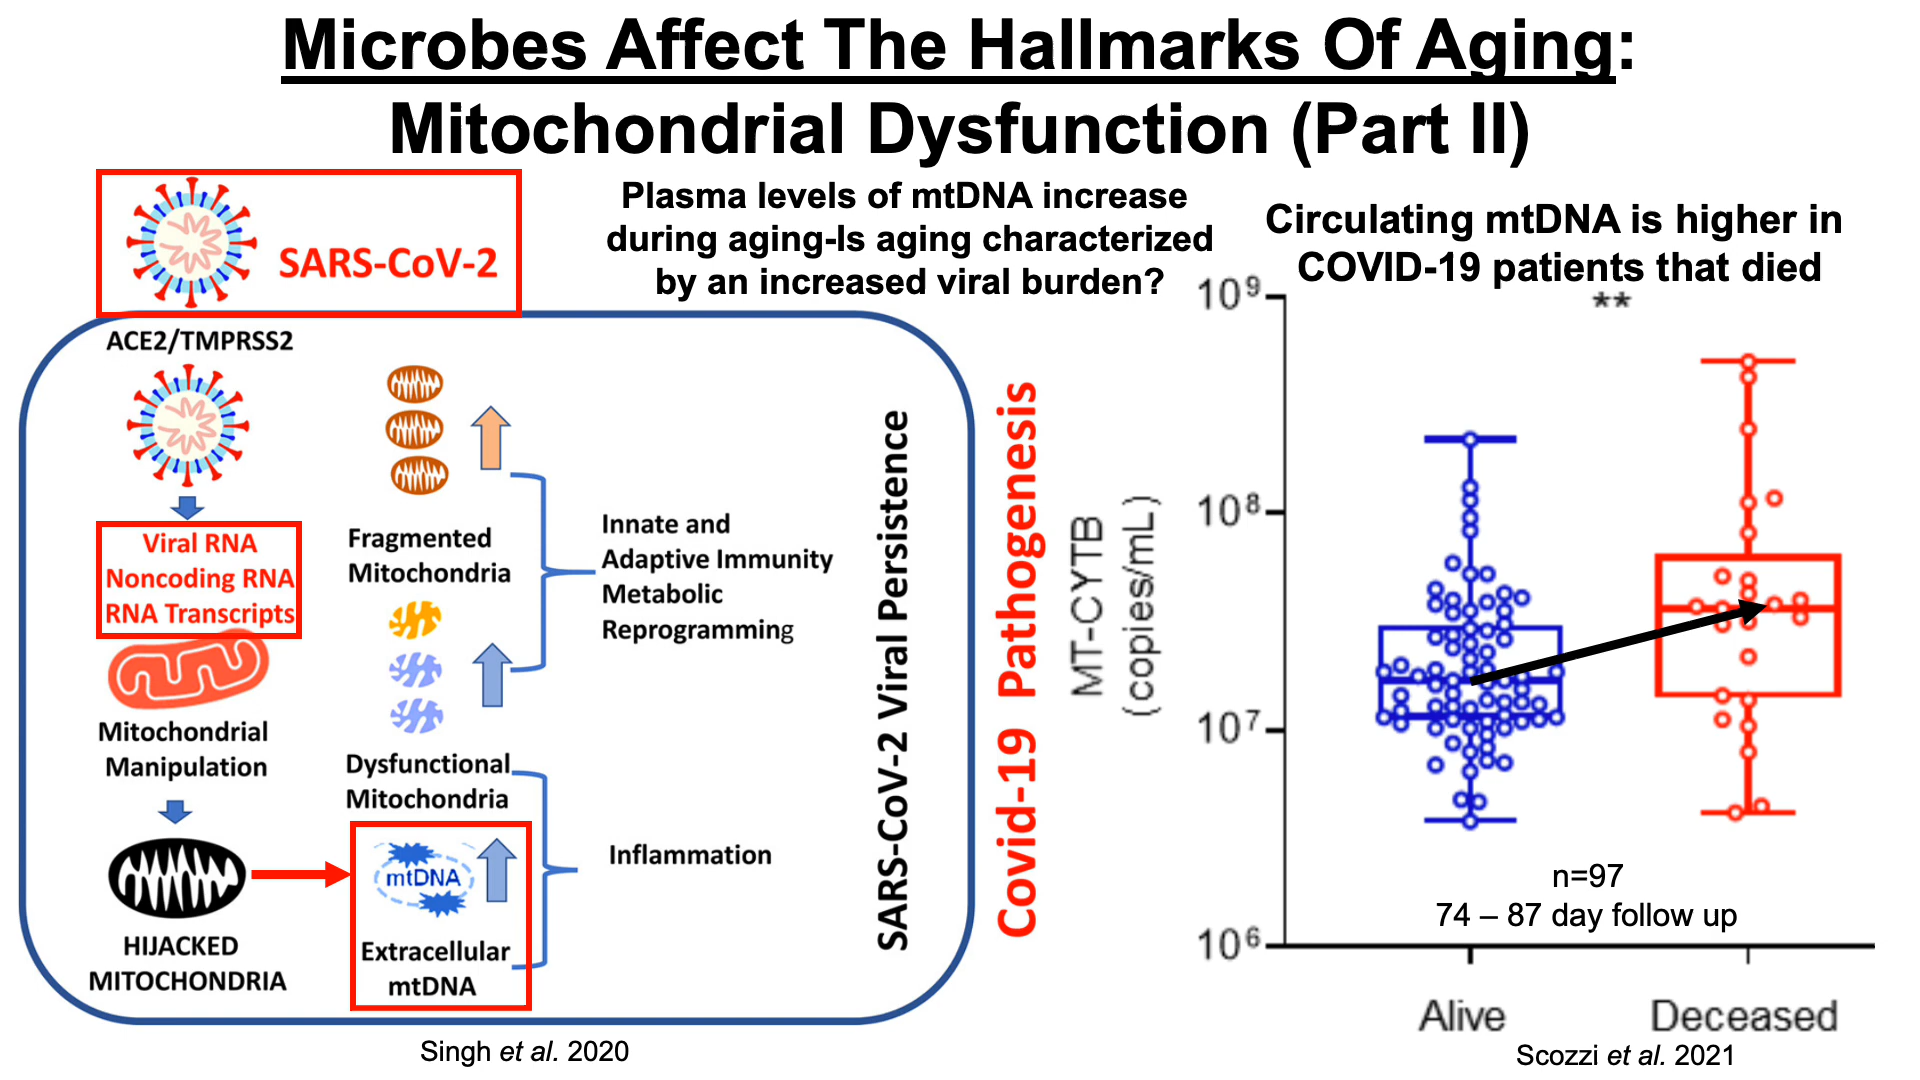 Microbes Affect The Hallmarks Of Aging:
Mitochondrial Dysfunction (Part II)
SARS-CoV-2
Plasma levels of mtDNA increase
during aging-Is aging characterized
by an increased viral burden?
Circulating mtDNA is higher in
COVID-19 patients that died
ACE2/TMPRSS2
Viral RNA
Noncoding RNA
RNA Transcripts
Mitochondrial
Manipulation
HIJACKED
MITOCHONDRIA
Fragmented
Mitochondria
Dysfunctional
Mitochondria
mtDNA
Extracellular
mtDNA
Innate and
Adaptive Immunity
Metabolic
Reprogramming
Inflammation
SARS-CoV-2 Viral Persistence
Covid-19 Pathogenesis
Singh et al. 2020
MT-CYTB
(copies/mL)
10⁹
10⁸
10⁷
10⁶
**
n=97
74 – 87 day follow up
Alive
Deceased
Scozzi et al. 2021